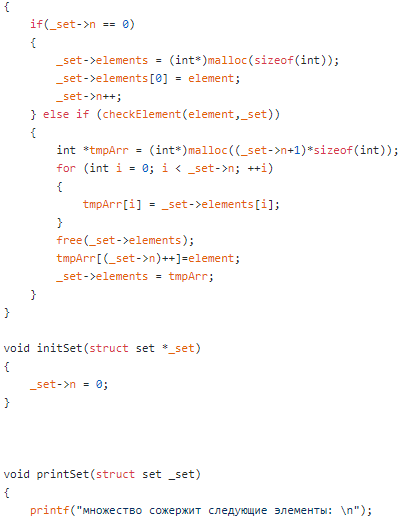 {
    if(_set->n == 0)
    {
        _set->elements = (int*)malloc(sizeof(int));
        _set->elements[0] = element;
        _set->n++;
    } else if (checkElement(element,_set))
    {
        int *tmpArr = (int*)malloc((_set->n+1)*sizeof(int));
        for (int i = 0; i < _set->n; ++i)
        {
            tmpArr[i] = _set->elements[i];
        }
        free(_set->elements);
        tmpArr[(_set->n)++]=element;
        _set->elements = tmpArr;
    }
}
void initSet(struct set *_set)
{
    _set->n = 0;
}
void printSet(struct set _set)
{
    printf("множество сожержит следующие элементы: \n");